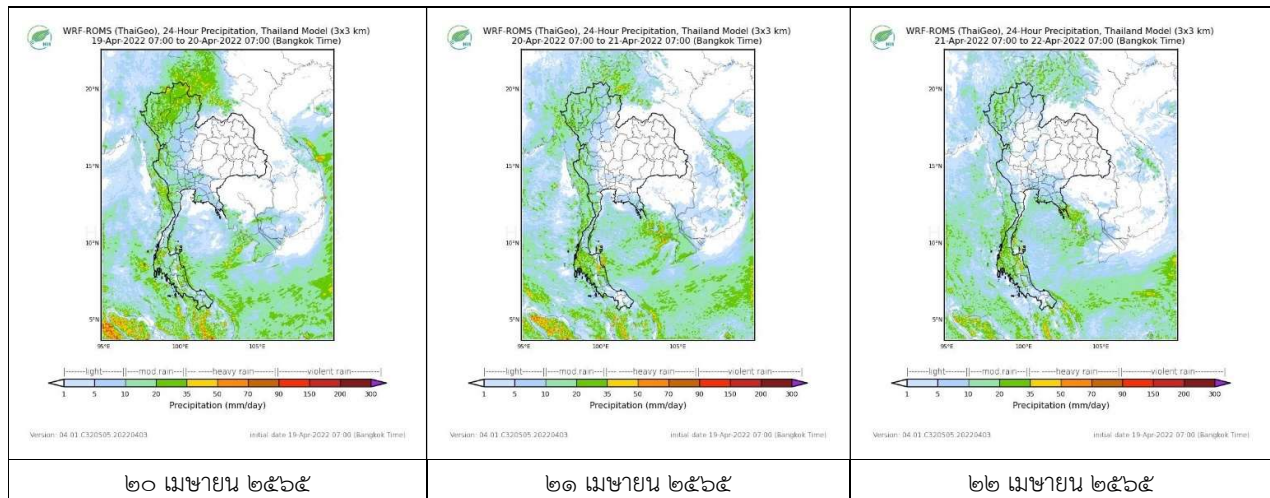 WRF-ROMS (ThaiGeo), 24-Hour Precipitation, Thailand Model (3x3 km)
19-Apr-2022 07:00 to 20-Apr-2022 07:00 (Bangkok Time)
20°N
15°N
10°N
5°N
95°E 100°E 105°E
|-------light-------||----mod rain---||--- -----heavy rain-----||--------violent rain--------|
1 5 10 20 35 50 70 90 150 200 300
Precipitation (mm/day)
Version: 04.01.C320505.20220403 initial date 19-Apr-2022 07:00 (Bangkok Time)
๒๐ เมษายน ๒๕๖๕
WRF-ROMS (ThaiGeo), 24-Hour Precipitation, Thailand Model (3x3 km)
20-Apr-2022 07:00 to 21-Apr-2022 07:00 (Bangkok Time)
20°N
15°N
10°N
5°N
95°E 100°E 105°E
|-------light-------||----mod rain---||--- -----heavy rain-----||--------violent rain--------|
1 5 10 20 35 50 70 90 150 200 300
Precipitation (mm/day)
Version: 04.01.C320505.20220403 initial date 19-Apr-2022 07:00 (Bangkok Time)
๒๑ เมษายน ๒๕๖๕
WRF-ROMS (ThaiGeo), 24-Hour Precipitation, Thailand Model (3x3 km)
21-Apr-2022 07:00 to 22-Apr-2022 07:00 (Bangkok Time)
20°N
15°N
10°N
5°N
95°E 100°E 105°E
|-------light-------||----mod rain---||--- -----heavy rain-----||--------violent rain--------|
1 5 10 20 35 50 70 90 150 200 300
Precipitation (mm/day)
Version: 04.01.C320505.20220403 initial date 19-Apr-2022 07:00 (Bangkok Time)
๒๒ เมษายน ๒๕๖๕